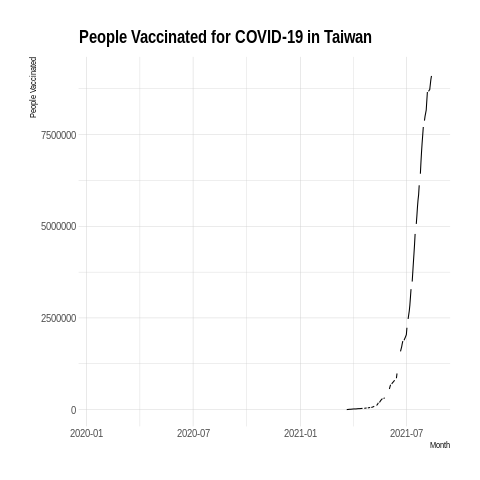 People Vaccinated for COVID-19 in Taiwan
People Vaccinated
7500000
5000000
2500000
0
2020-01 2020-07 2021-01 2021-07
Month